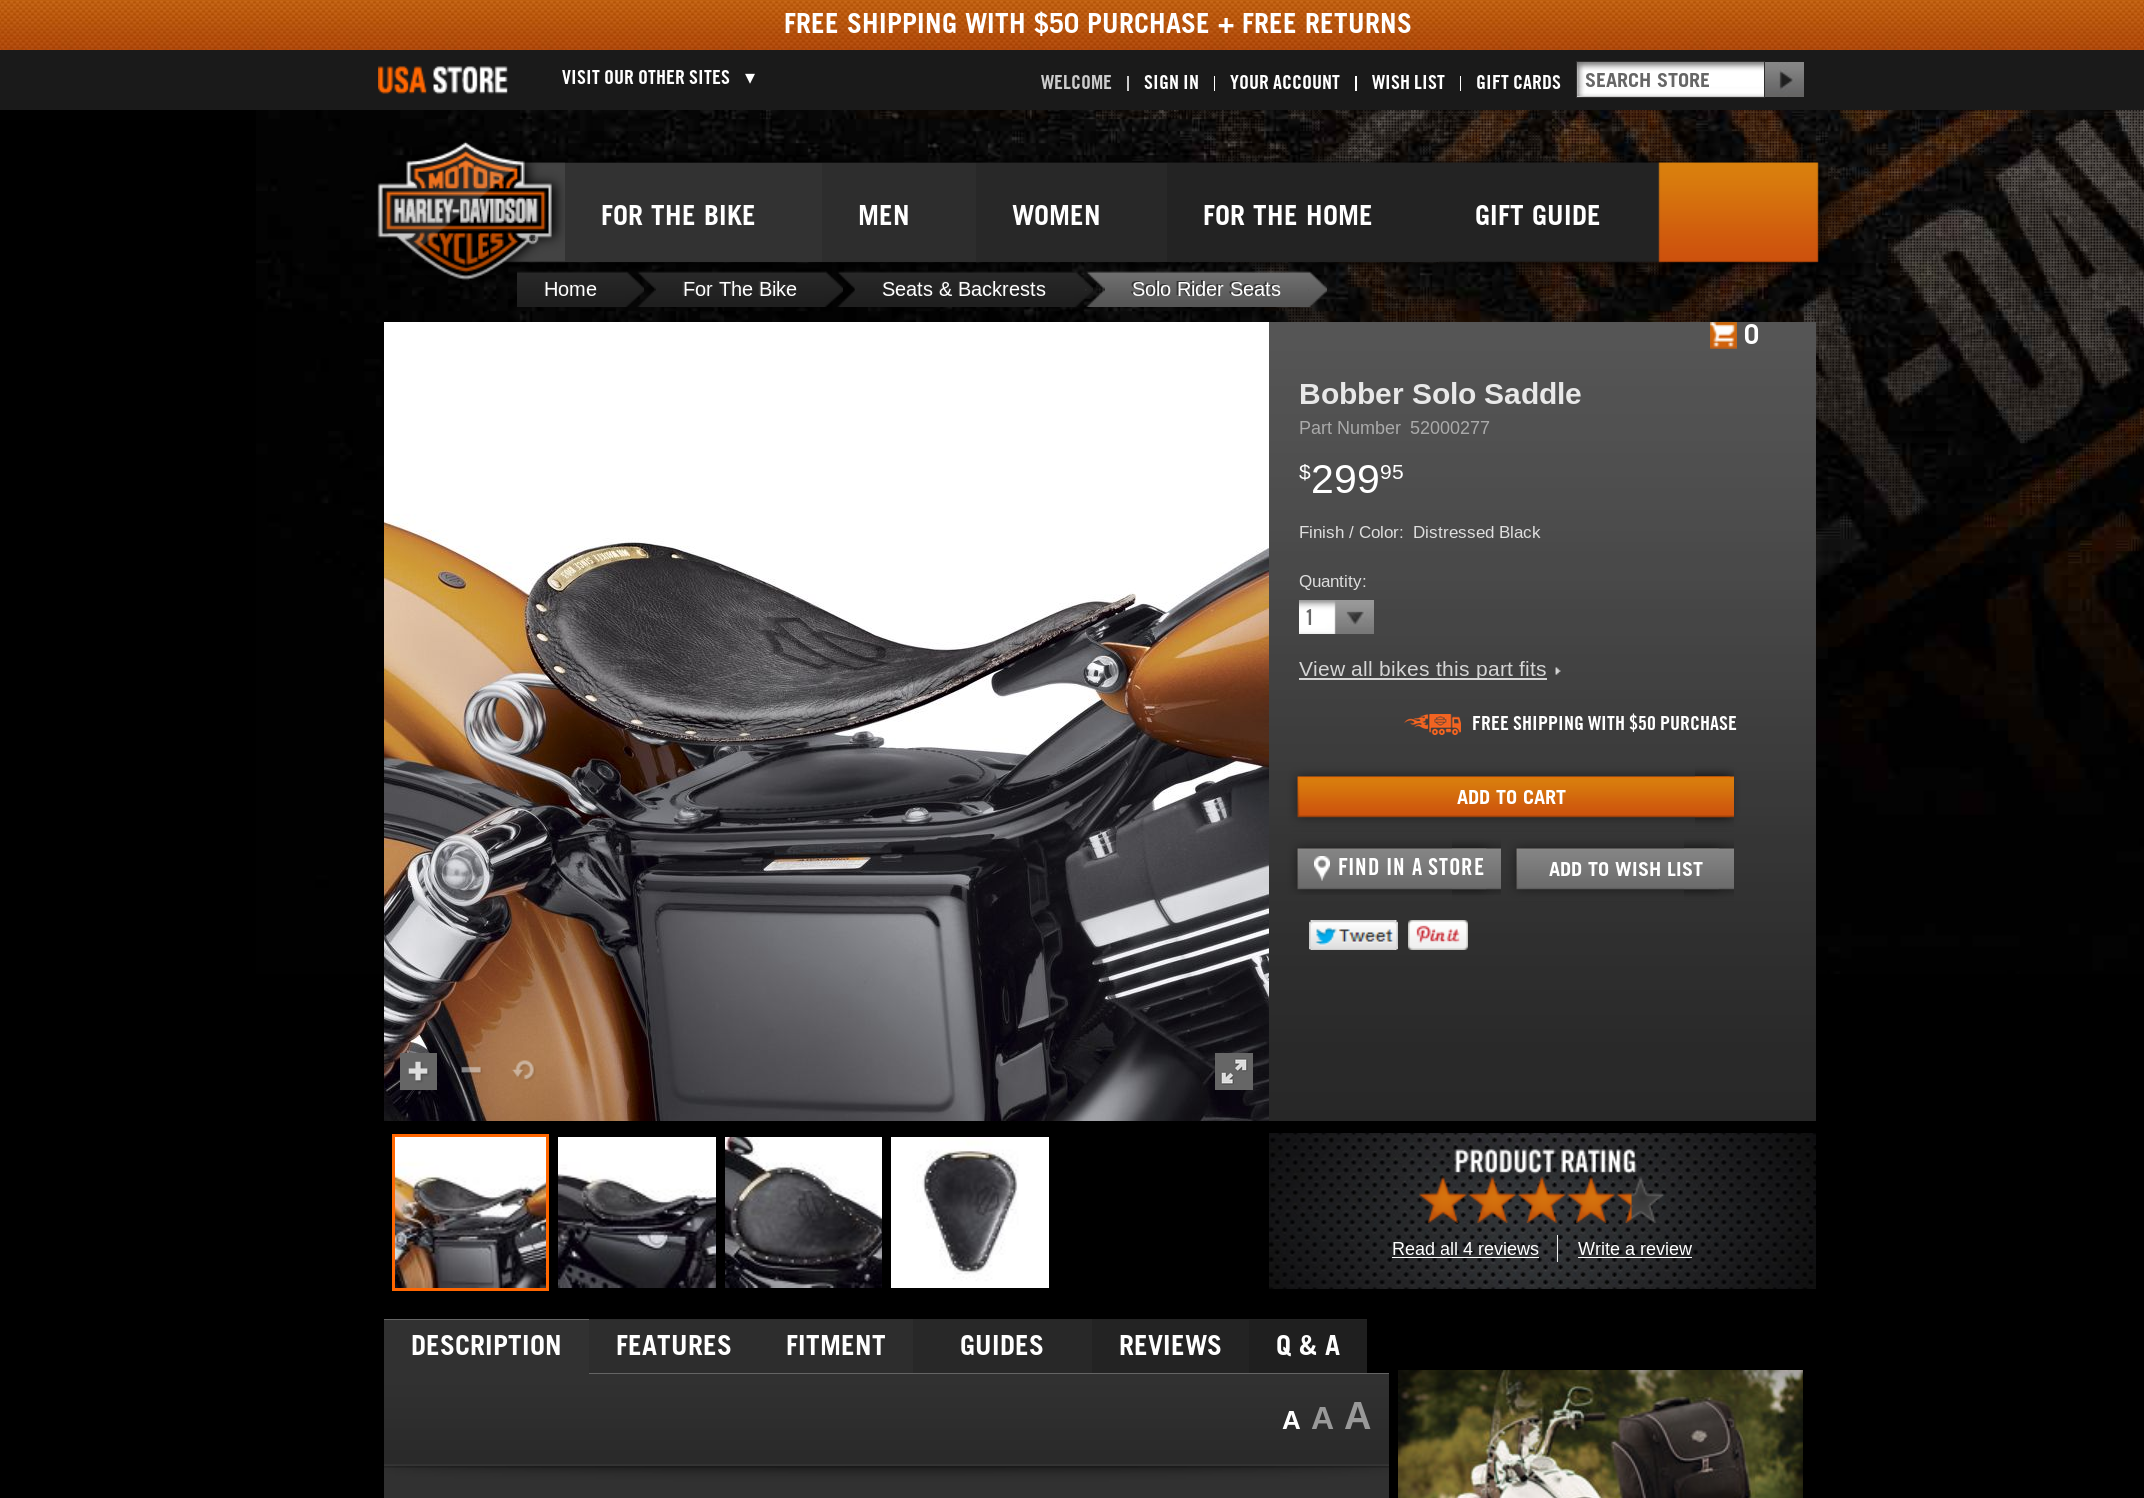 FREE SHIPPING WITH $50 PURCHASE + FREE RETURNS
USA STORE
VISIT OUR OTHER SITES ▼
WELCOME | SIGN IN | YOUR ACCOUNT | WISH LIST | GIFT CARDS
SEARCH STORE
MOTOR
HARLEY-DAVIDSON
CYCLES
FOR THE BIKE
MEN
WOMEN
FOR THE HOME
GIFT GUIDE
Home
For The Bike
Seats & Backrests
Solo Rider Seats
0
Bobber Solo Saddle
Part Number 52000277
$29995
Finish / Color: Distressed Black
Quantity:
1
View all bikes this part fits
FREE SHIPPING WITH $50 PURCHASE
ADD TO CART
FIND IN A STORE
ADD TO WISH LIST
Tweet
Pin it
PRODUCT RATING
Read all 4 reviews
Write a review
DESCRIPTION
FEATURES
FITMENT
GUIDES
REVIEWS
Q & A
A A A